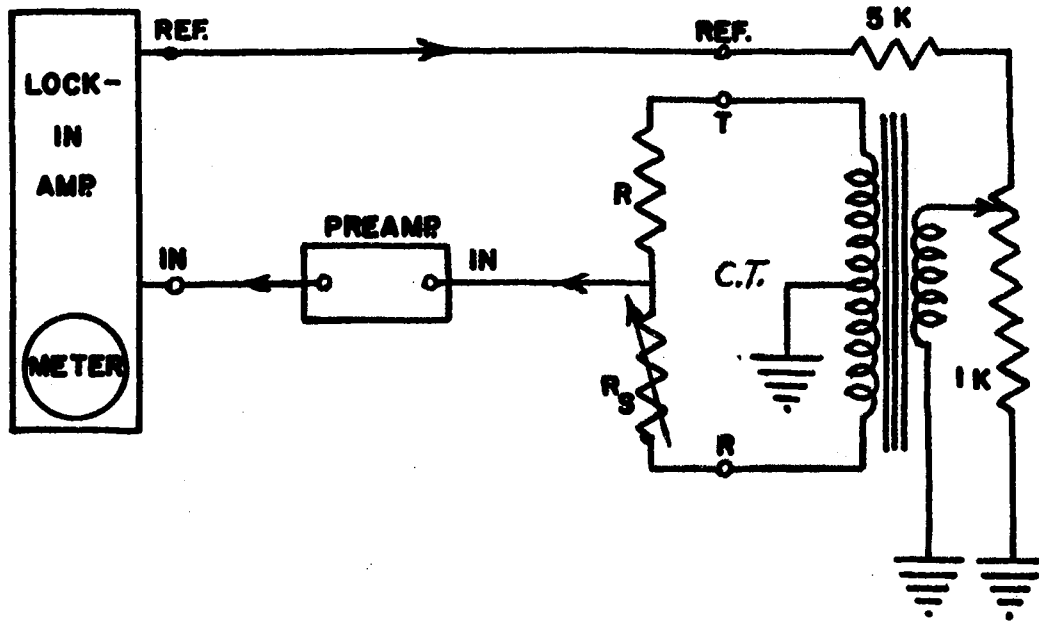 5 K
REF.
REF.
LOCK-
IN
AMP.
T
R
PREAMP.
IN
IN
C.T.
METER
R
S
1 K
R